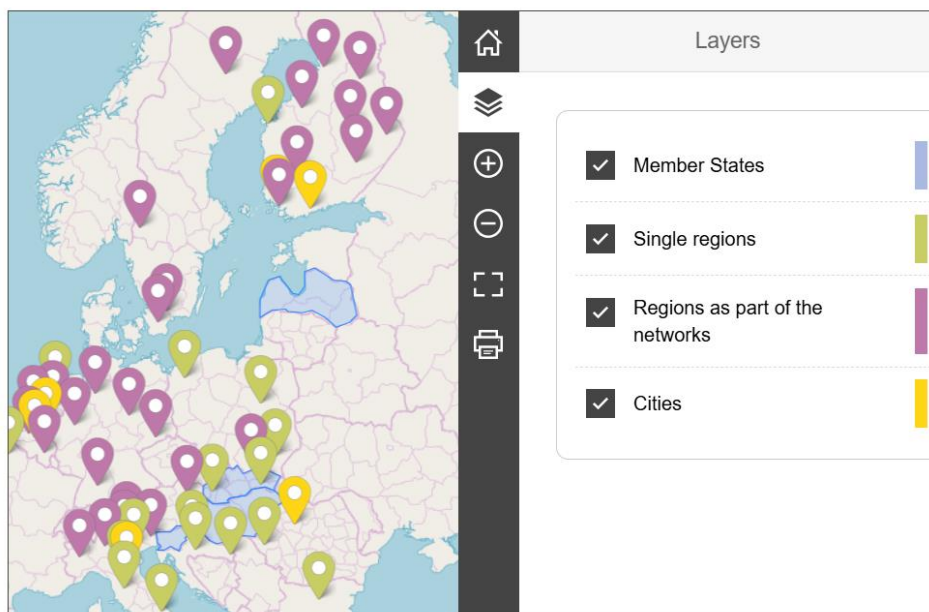 Layers
Member States
Single regions
Regions as part of the
networks
Cities